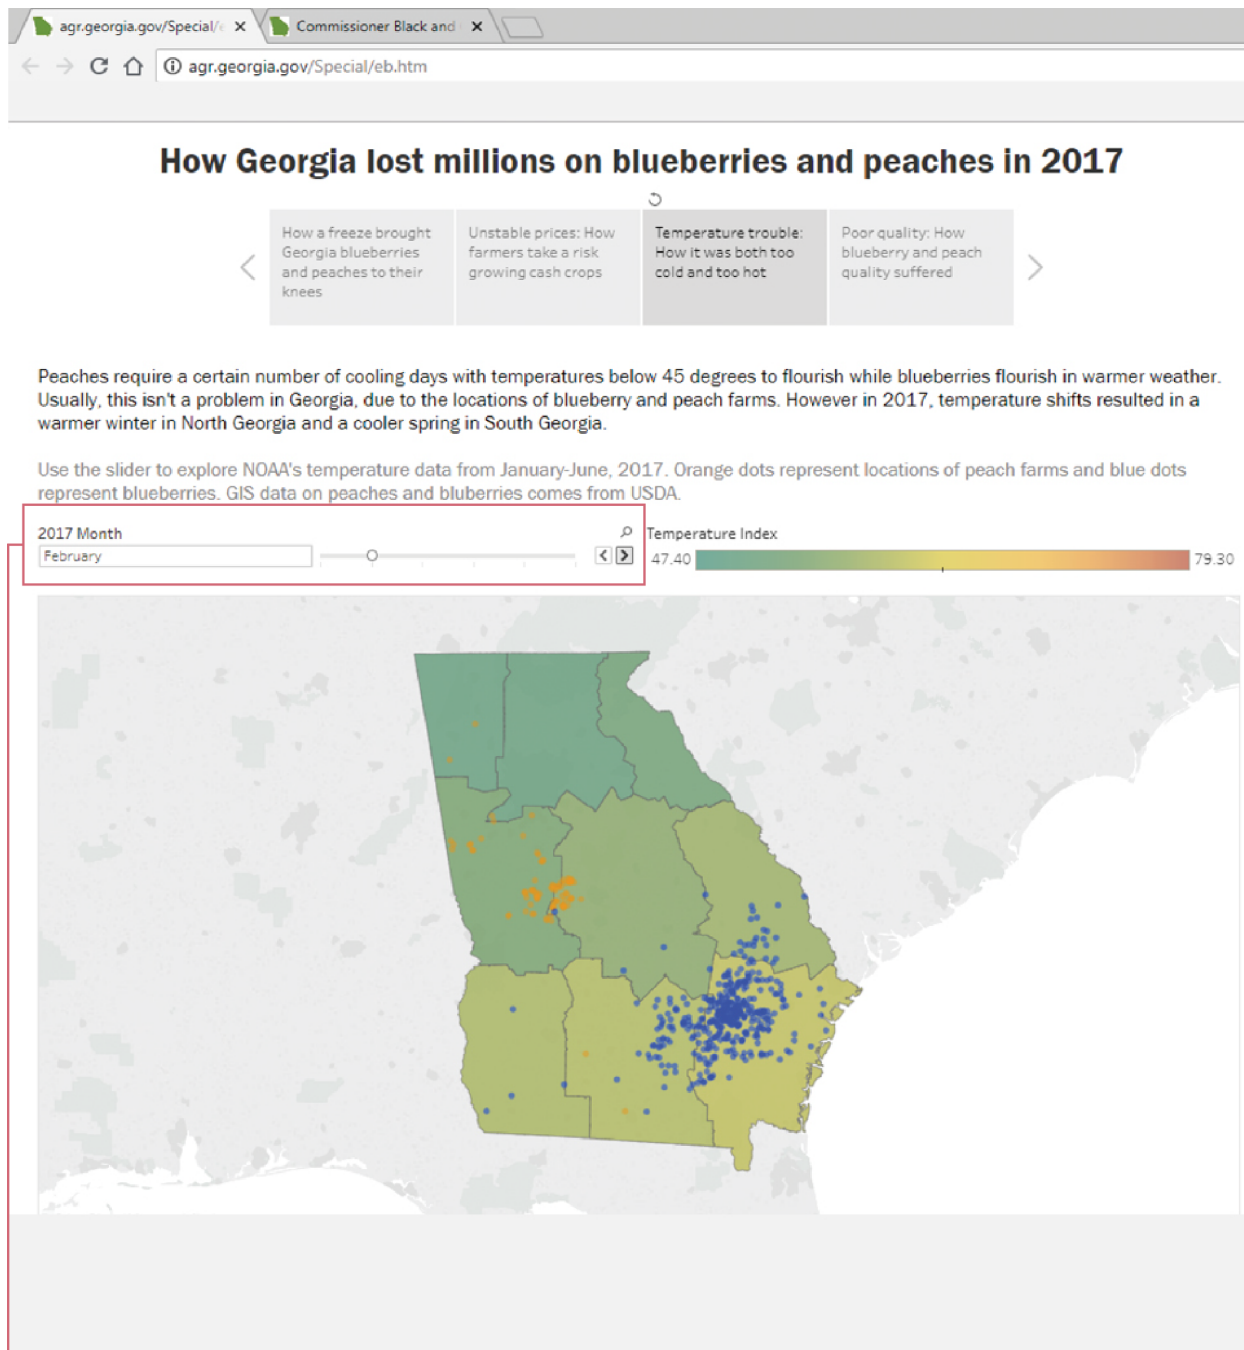 agr.georgia.gov/Special/e
Commissioner Black and
agr.georgia.gov/Special/eb.htm
How Georgia lost millions on blueberries and peaches in 2017
How a freeze brought
Georgia blueberries
and peaches to their
knees
Unstable prices: How
farmers take a risk
growing cash crops
Temperature trouble:
How it was both too
cold and too hot
Poor quality: How
blueberry and peach
quality suffered
Peaches require a certain number of cooling days with temperatures below 45 degrees to flourish while blueberries flourish in warmer weather.
Usually, this isn't a problem in Georgia, due to the locations of blueberry and peach farms. However in 2017, temperature shifts resulted in a
warmer winter in North Georgia and a cooler spring in South Georgia.
Use the slider to explore NOAA's temperature data from January-June, 2017. Orange dots represent locations of peach farms and blue dots
represent blueberries. GIS data on peaches and bluberries comes from USDA.
2017 Month
February
Temperature Index
47.40
79.30